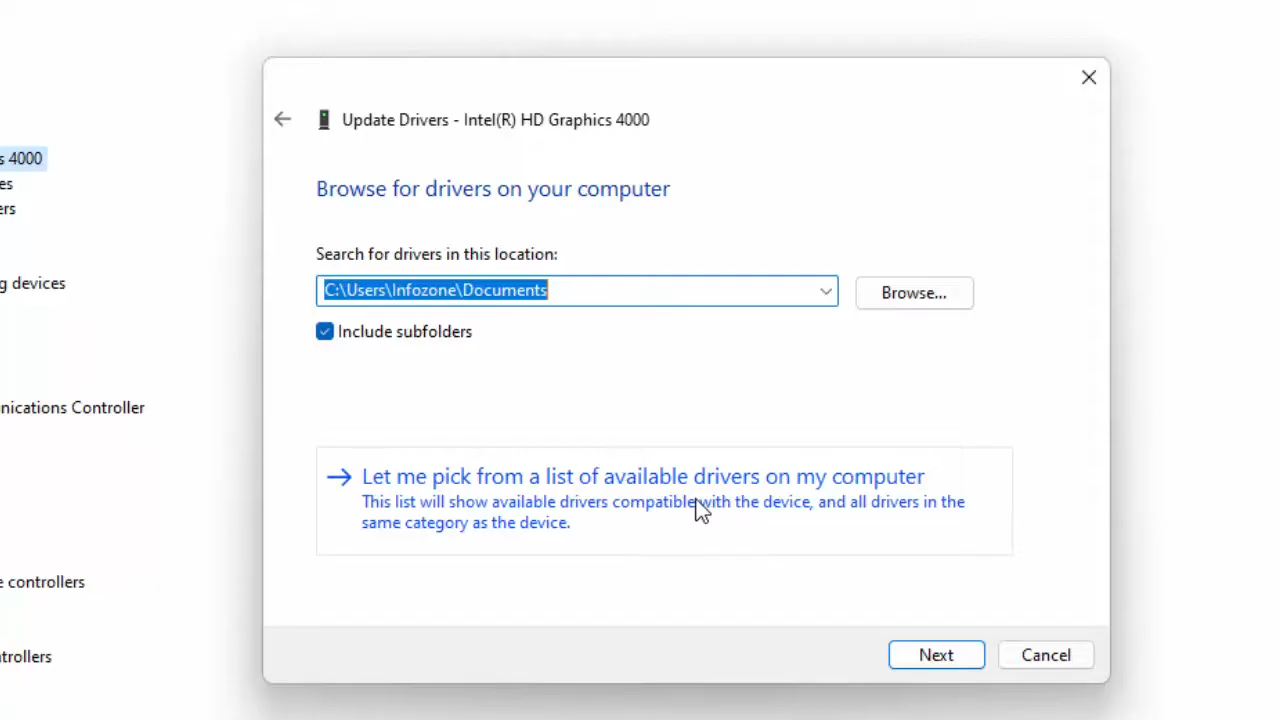 Update Drivers - Intel(R) HD Graphics 4000
s 4000
es
Browse for drivers on your computer
ers
Search for drivers in this location:
g devices
C:\Users\Infozone\Documents
Browse...
Include subfolders
nications Controller
Let me pick from a list of available drivers on my computer
This list will show available drivers compatible with the device, and all drivers in the
same category as the device.
e controllers
trollers
Next
Cancel